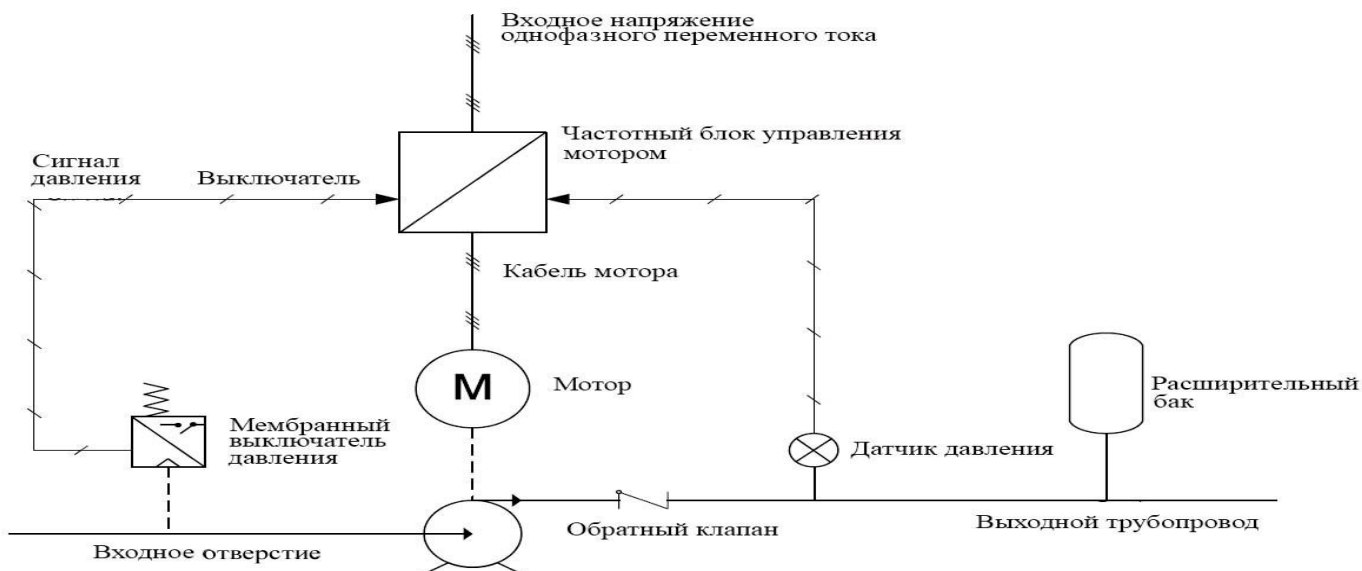 Входное напряжение
однофазного переменного тока
Частотный блок управления
мотором
Сигнал
давления
Выключатель
Кабель мотора
М
Мотор
Расширительный
бак
Мембранный
выключатель
давления
Датчик давления
Обратный клапан
Выходной трубопровод
Входное отверстие